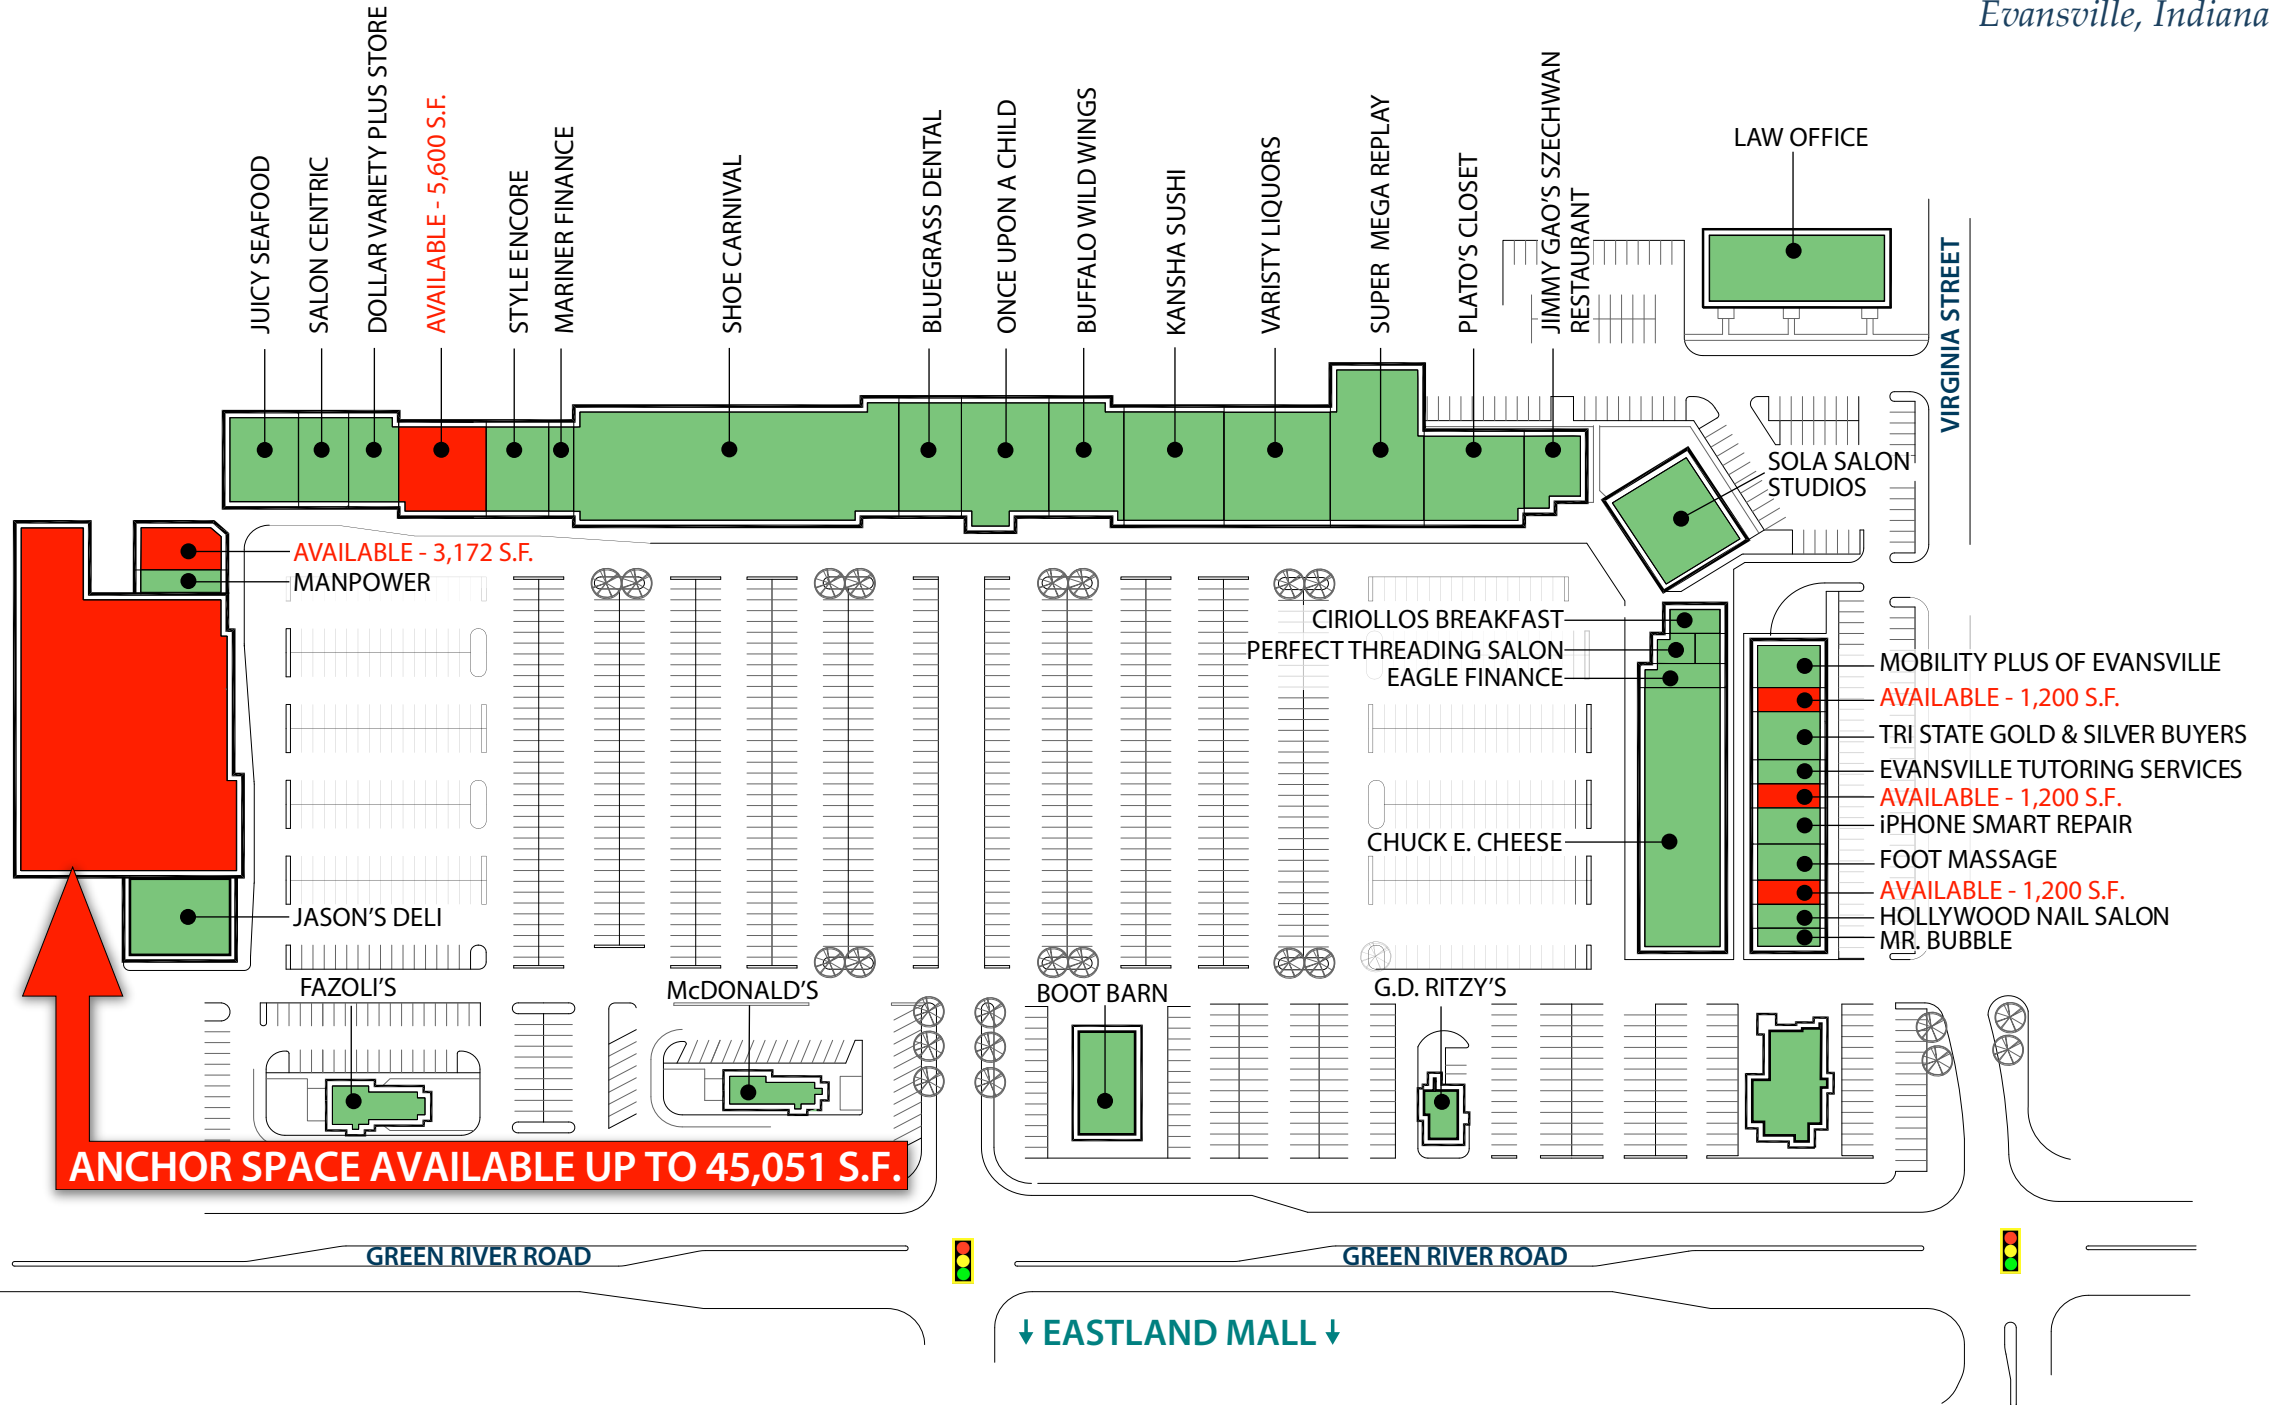 Evansville, Indiana
JUICY SEAFOOD
SALON CENTRIC
DOLLAR VARIETY PLUS STORE
AVAILABLE - 5,600 S.F.
STYLE ENCORE
MARINER FINANCE
SHOE CARNIVAL
BLUEGRASS DENTAL
ONCE UPON A CHILD
BUFFALO WILD WINGS
KANSHA SUSHI
VARISTY LIQUORS
SUPER MEGA REPLAY
PLATO'S CLOSET
JIMMY GAO'S SZECHWAN
RESTAURANT
LAW OFFICE
VIRGINIA STREET
SOLA SALON
STUDIOS
AVAILABLE - 3,172 S.F.
MANPOWER
CIRIOLLOS BREAKFAST
PERFECT THREADING SALON
EAGLE FINANCE
CHUCK E. CHEESE
MOBILITY PLUS OF EVANSVILLE
AVAILABLE - 1,200 S.F.
TRI STATE GOLD & SILVER BUYERS
EVANSVILLE TUTORING SERVICES
AVAILABLE - 1,200 S.F.
iPHONE SMART REPAIR
FOOT MASSAGE
AVAILABLE - 1,200 S.F.
HOLLYWOOD NAIL SALON
MR. BUBBLE
JASON'S DELI
FAZOLI'S
McDONALD'S
BOOT BARN
G.D. RITZY'S
ANCHOR SPACE AVAILABLE UP TO 45,051 S.F.
GREEN RIVER ROAD
GREEN RIVER ROAD
EASTLAND MALL